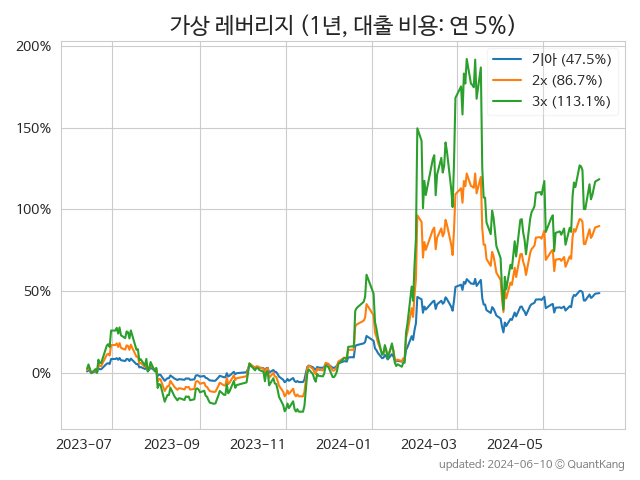 가상 레버리지 (1년, 대출 비용: 연 5%)
200%
150%
100%
50%
0%
기아 (47.5%)
2x (86.7%)
3x (113.1%)
2023-07
2023-09
2023-11
2024-01
2024-03
2024-05
updated: 2024-06-10 © QuantKang